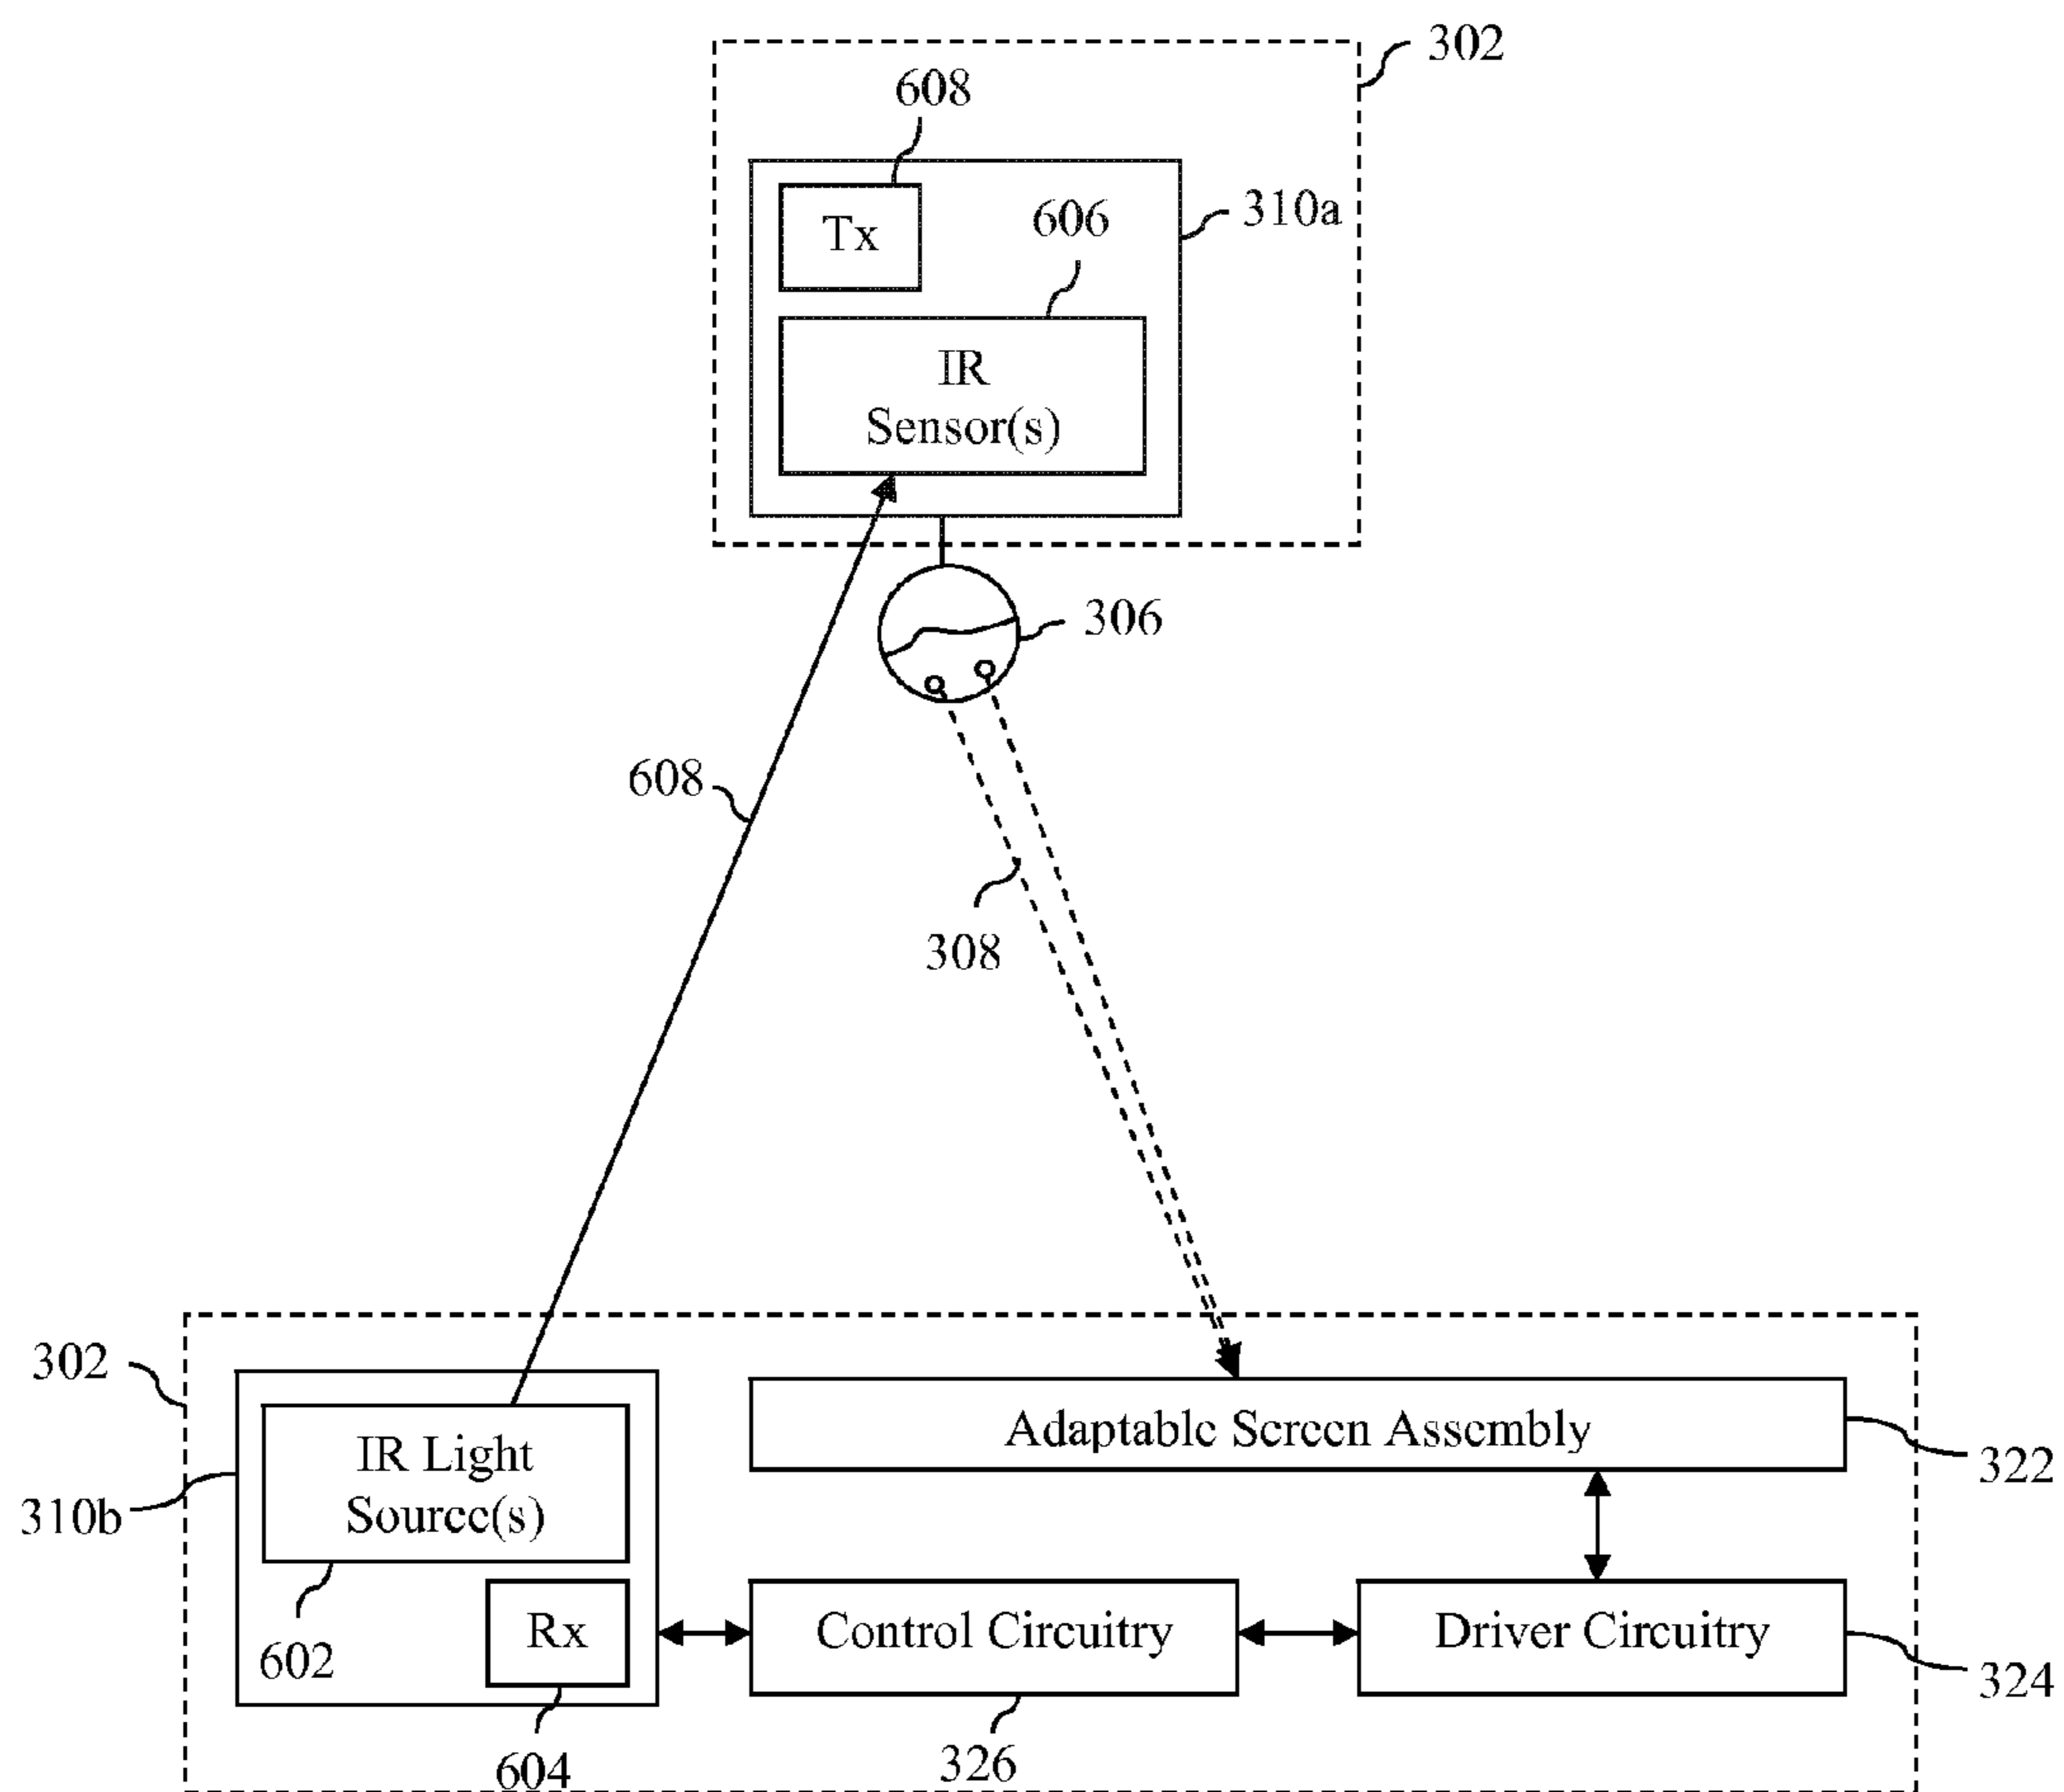 302
608
310a
Tx
606
IR
Sensor(s)
306
608
308
302
Adaptable Screen Assembly
IR Light
Source(s)
322
310b
Rx
Control Circuitry
Driver Circuitry
602
324
604
326